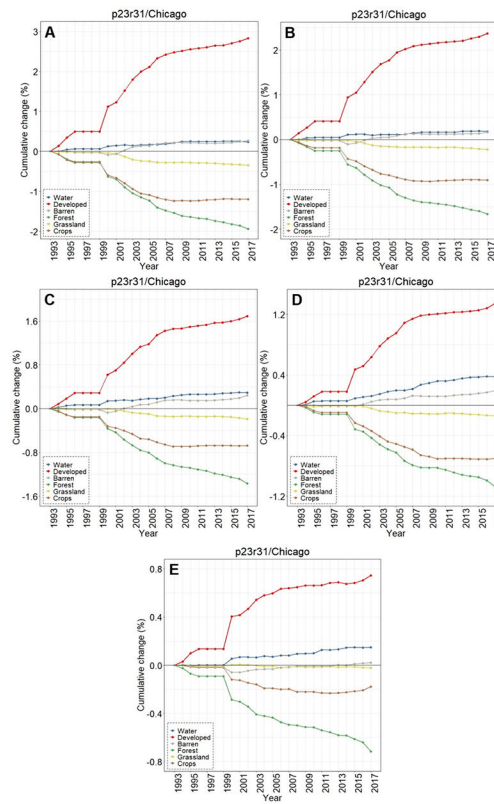 p23r31/Chicago
A
Cumulative change (%)
3
2
1
0
-1
-2
Water
Developed
Barren
Forest
Grassland
Crops
1993
1995
1997
1999
2001
2003
2005
2007
2009
2011
2013
2015
2017
Year
p23r31/Chicago
B
Cumulative change (%)
2
1
0
-1
-2
Water
Developed
Barren
Forest
Grassland
Crops
1993
1995
1997
1999
2001
2003
2005
2007
2009
2011
2013
2015
2017
Year
p23r31/Chicago
C
Cumulative change (%)
1.6
0.8
0.0
-0.8
-1.6
Water
Developed
Barren
Forest
Grassland
Crops
1993
1995
1997
1999
2001
2003
2005
2007
2009
2011
2013
2015
2017
Year
p23r31/Chicago
D
Cumulative change (%)
1.2
0.4
-0.4
-1.2
Water
Developed
Barren
Forest
Grassland
Crops
1993
1995
1997
1999
2001
2003
2005
2007
2009
2011
2013
2015
Year
p23r31/Chicago
E
Cumulative change (%)
0.8
0.4
0.0
-0.4
-0.8
Water
Developed
Barren
Forest
Grassland
Crops
1993
1995
1997
1999
2001
2003
2005
2007
2009
2011
2013
2015
2017
Year